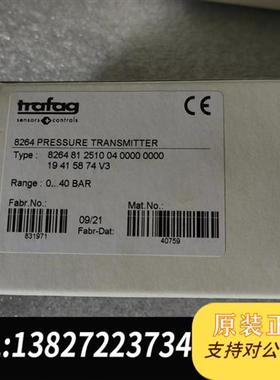 trafag
sensors controls
CE
8264 PRESSURE TRANSMITTER
Type : 8264 81 2510 04 0000 0000
19 41 58 74 V3
Range : 0... 40 BAR
Fabr.No.:
Mat.No.:
831971
09/21
Fabr-Dat:
40759
原装正
:13827223734
支持对公